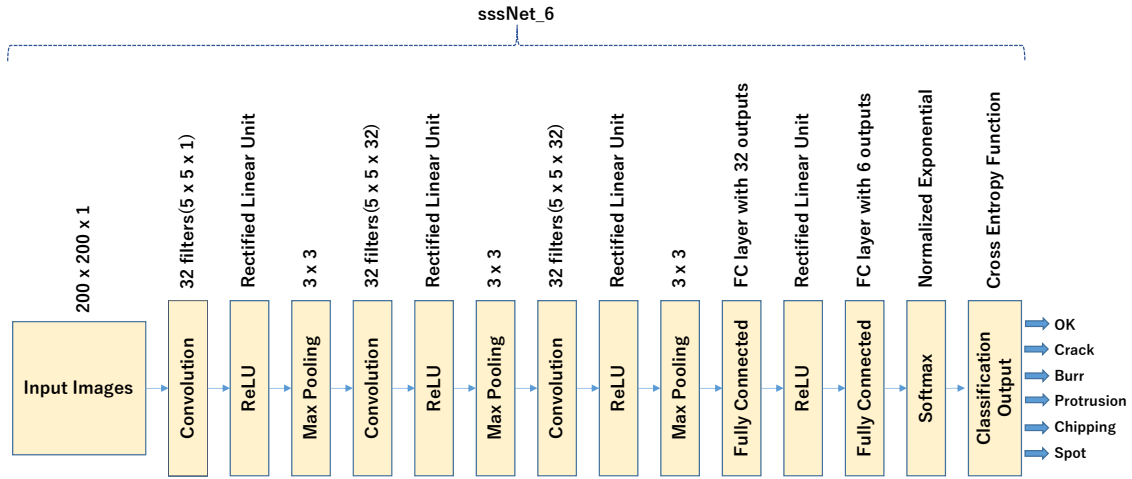 sssNet_6
200 x 200 x 1
32 filters(5 x 5 x 1)
Rectified Linear Unit
3 x 3
32 filters(5 x 5 x 32)
Rectified Linear Unit
3 x 3
32 filters(5 x 5 x 32)
Rectified Linear Unit
3 x 3
FC layer with 32 outputs
Rectified Linear Unit
FC layer with 6 outputs
Normalized Exponential
Cross Entropy Function
Input Images
Convolution
ReLU
Max Pooling
Convolution
ReLU
Max Pooling
Convolution
ReLU
Max Pooling
Fully Connected
ReLU
Fully Connected
Softmax
Classification
Output
OK
Crack
Burr
Protrusion
Chipping
Spot